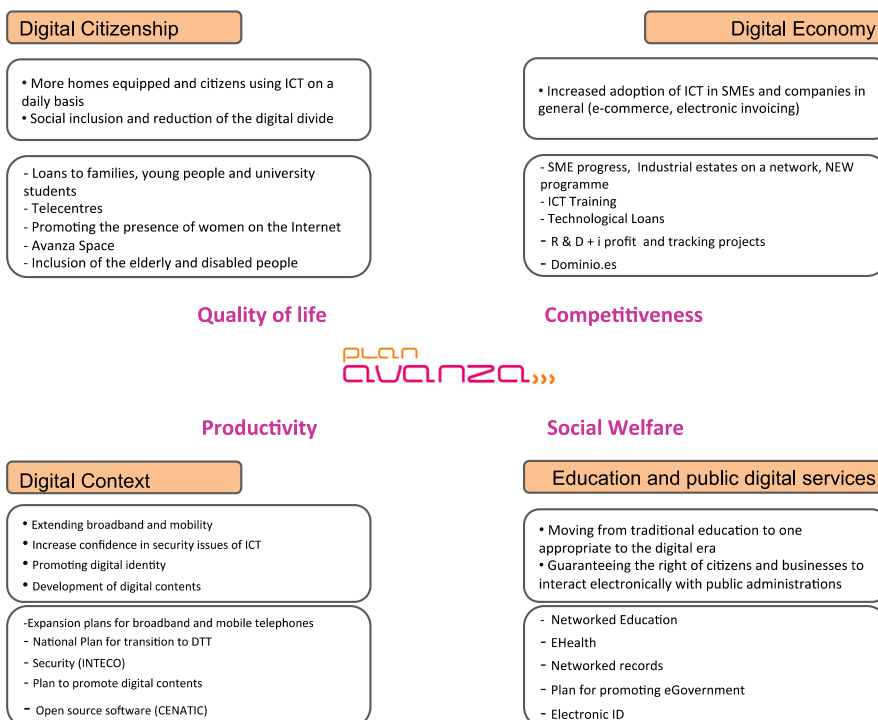 Digital Citizenship
• More homes equipped and citizens using ICT on a
daily basis
• Social inclusion and reduction of the digital divide
- Loans to families, young people and university
students
- Telecentres
- Promoting the presence of women on the Internet
- Avanza Space
- Inclusion of the elderly and disabled people
Digital Economy
• Increased adoption of ICT in SMEs and companies in
general (e-commerce, electronic invoicing)
- SME progress, Industrial estates on a network, NEW
programme
- ICT Training
- Technological Loans
- R & D + i profit and tracking projects
- Dominio.es
Quality of life
Competitiveness
PLAN
avanza
Productivity
Social Welfare
Digital Context
• Extending broadband and mobility
• Increase confidence in security issues of ICT
• Promoting digital identity
• Development of digital contents
-Expansion plans for broadband and mobile telephones
- National Plan for transition to DTT
- Security (INTECO)
- Plan to promote digital contents
- Open source software (CENATIC)
Education and public digital services
• Moving from traditional education to one
appropriate to the digital era
• Guaranteeing the right of citizens and businesses to
interact electronically with public administrations
- Networked Education
- EHealth
- Networked records
- Plan for promoting eGovernment
- Electronic ID